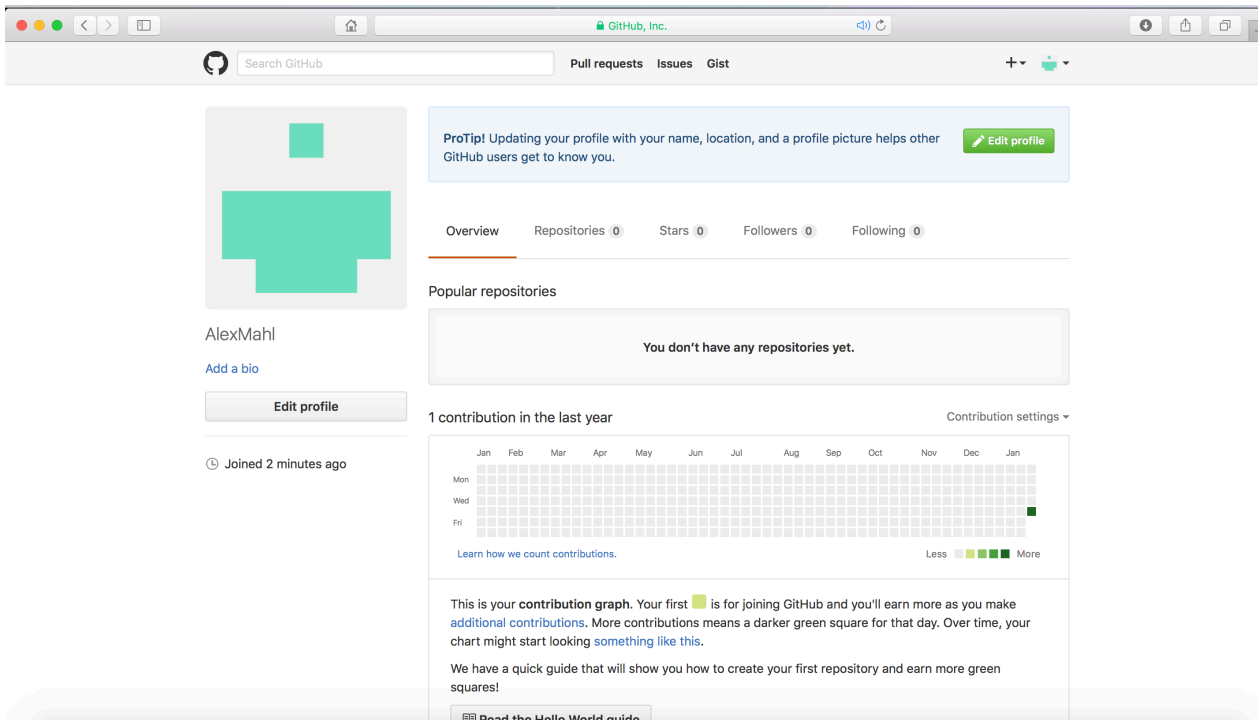 GitHub, Inc.
Search GitHub
Pull requests Issues Gist
ProTip! Updating your profile with your name, location, and a profile picture helps other
GitHub users get to know you.
Edit profile
Overview Repositories 0 Stars 0 Followers 0 Following 0
Popular repositories
You don’t have any repositories yet.
AlexMahl
Add a bio
Edit profile
Joined 2 minutes ago
1 contribution in the last year
Contribution settings
Jan Feb Mar Apr May Jun Jul Aug Sep Oct Nov Dec Jan
Mon
Wed
Fri
Learn how we count contributions.
Less More
This is your contribution graph. Your first is for joining GitHub and you'll earn more as you make
additional contributions. More contributions means a darker green square for that day. Over time, your
chart might start looking something like this.
We have a quick guide that will show you how to create your first repository and earn more green
squares!
Read the Hello World guide